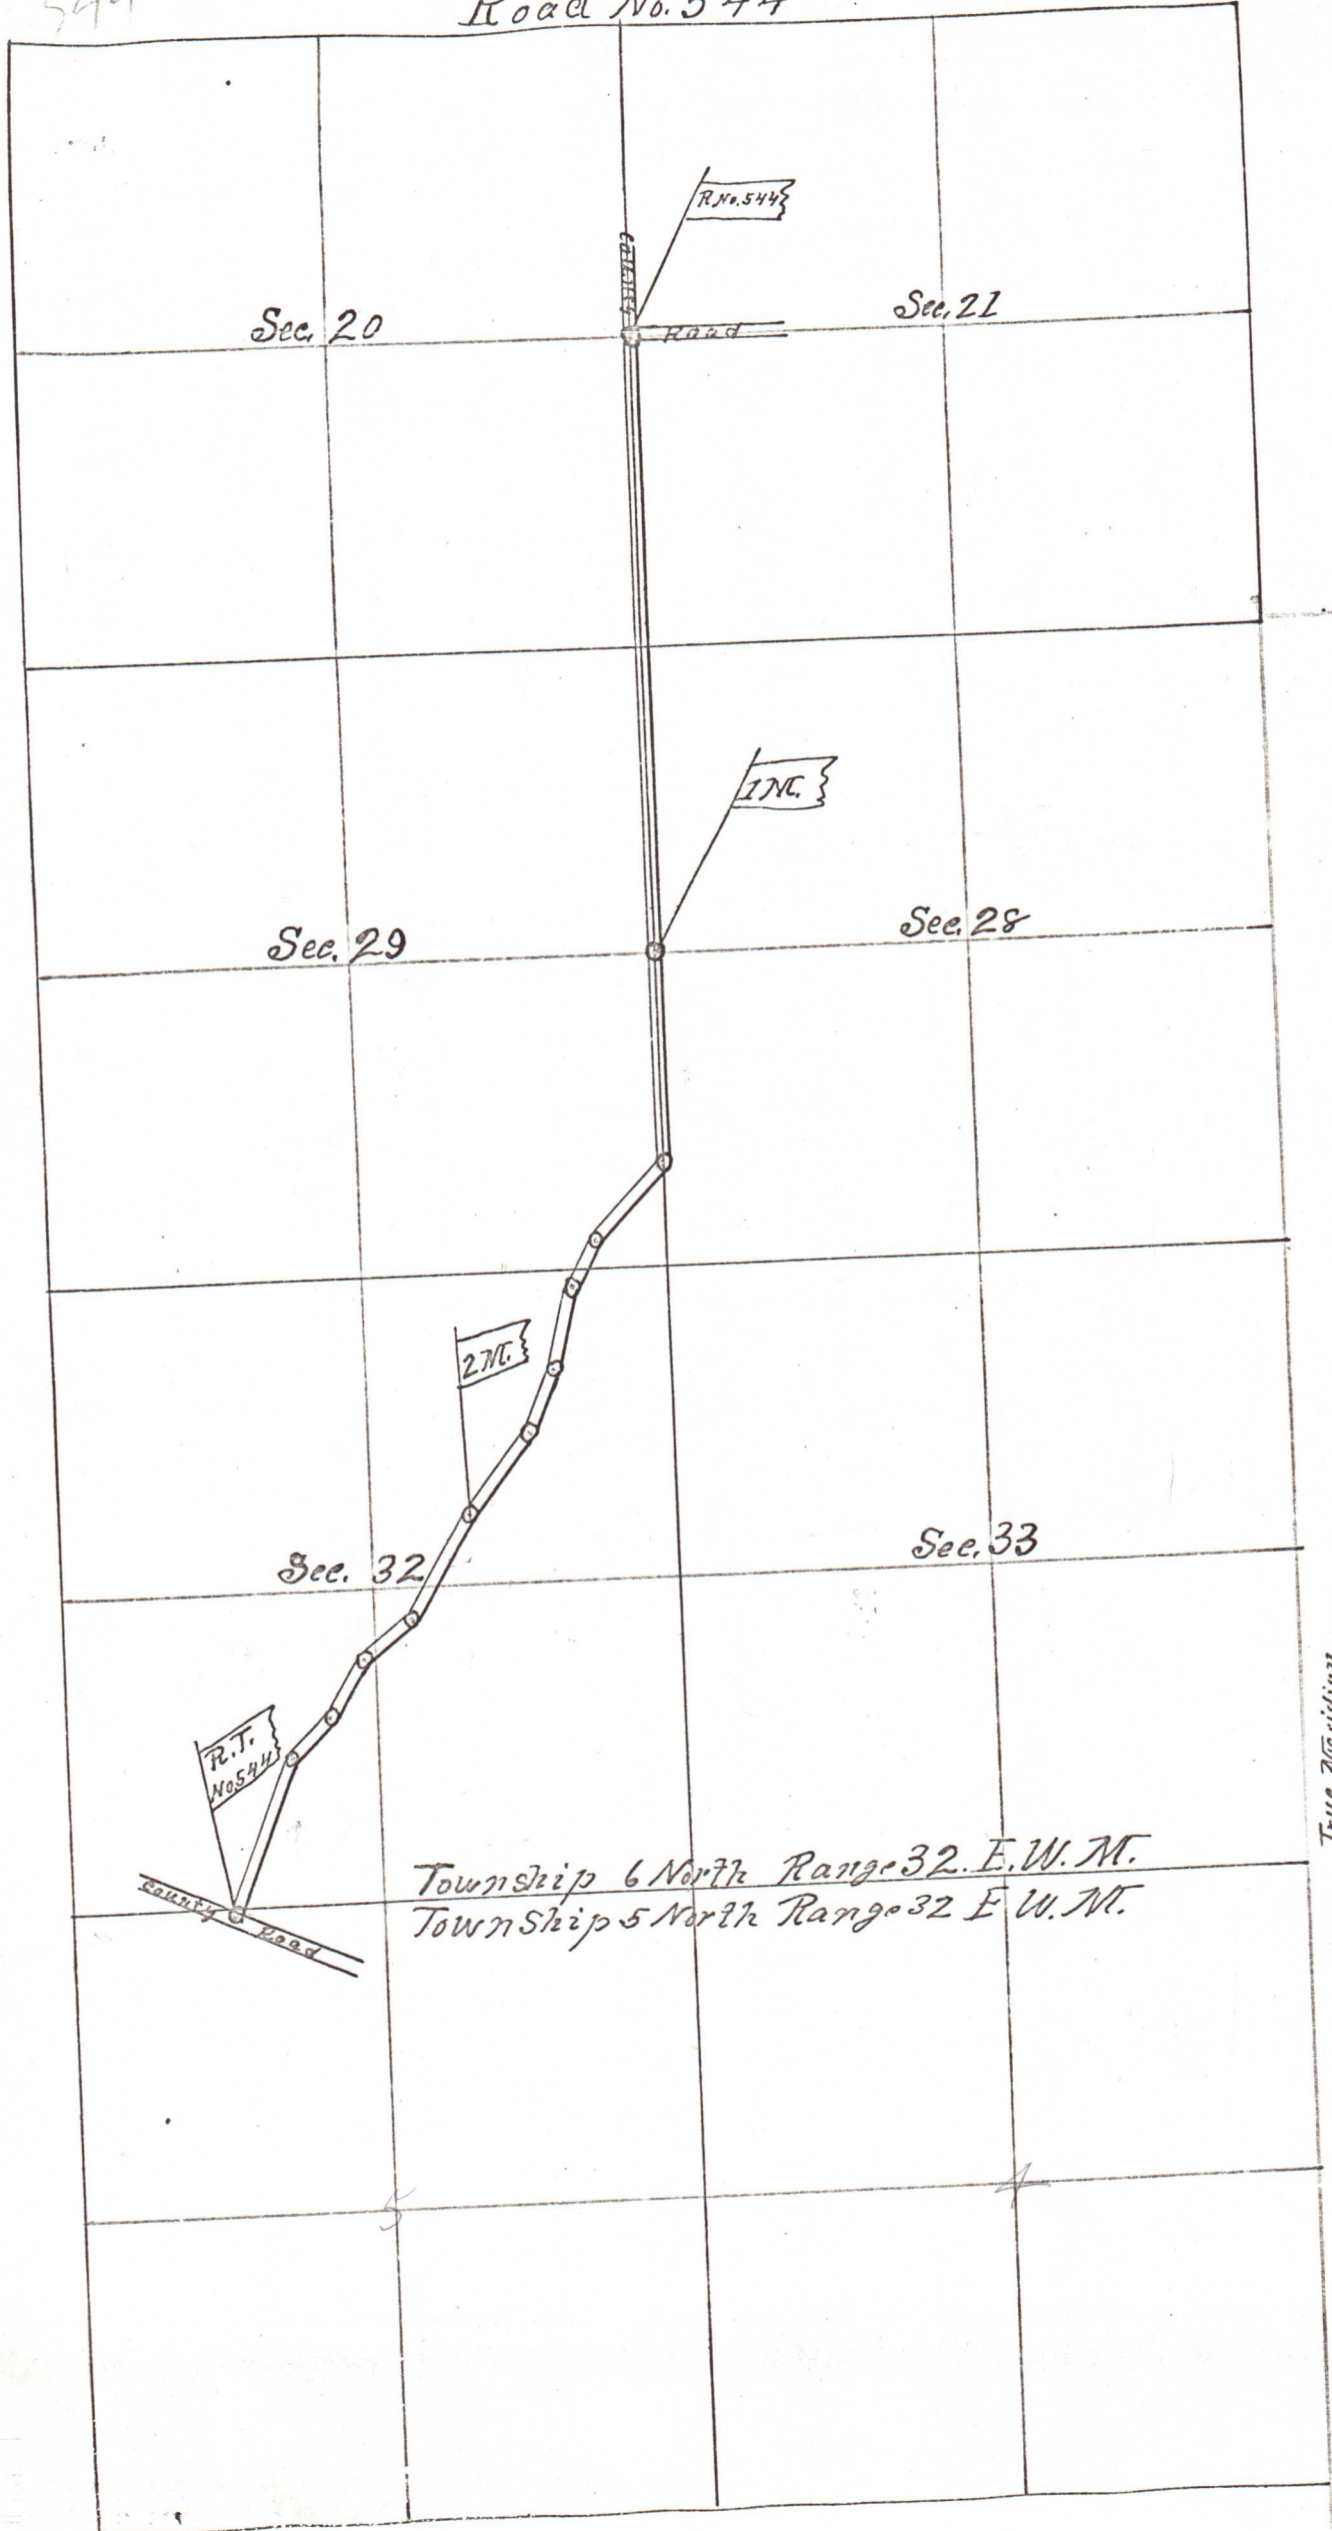 544
Road No. 544
R No. 544
County
Road
Sec. 20
Sec. 21
1 M.
Sec. 29
Sec. 28
2 M.
Sec. 32
Sec. 33
R.T.
No 544
True Meridian
Township 6 North Range 32. E. W. M.
Township 5 North Range 32 E W. M.
County Road
5
4